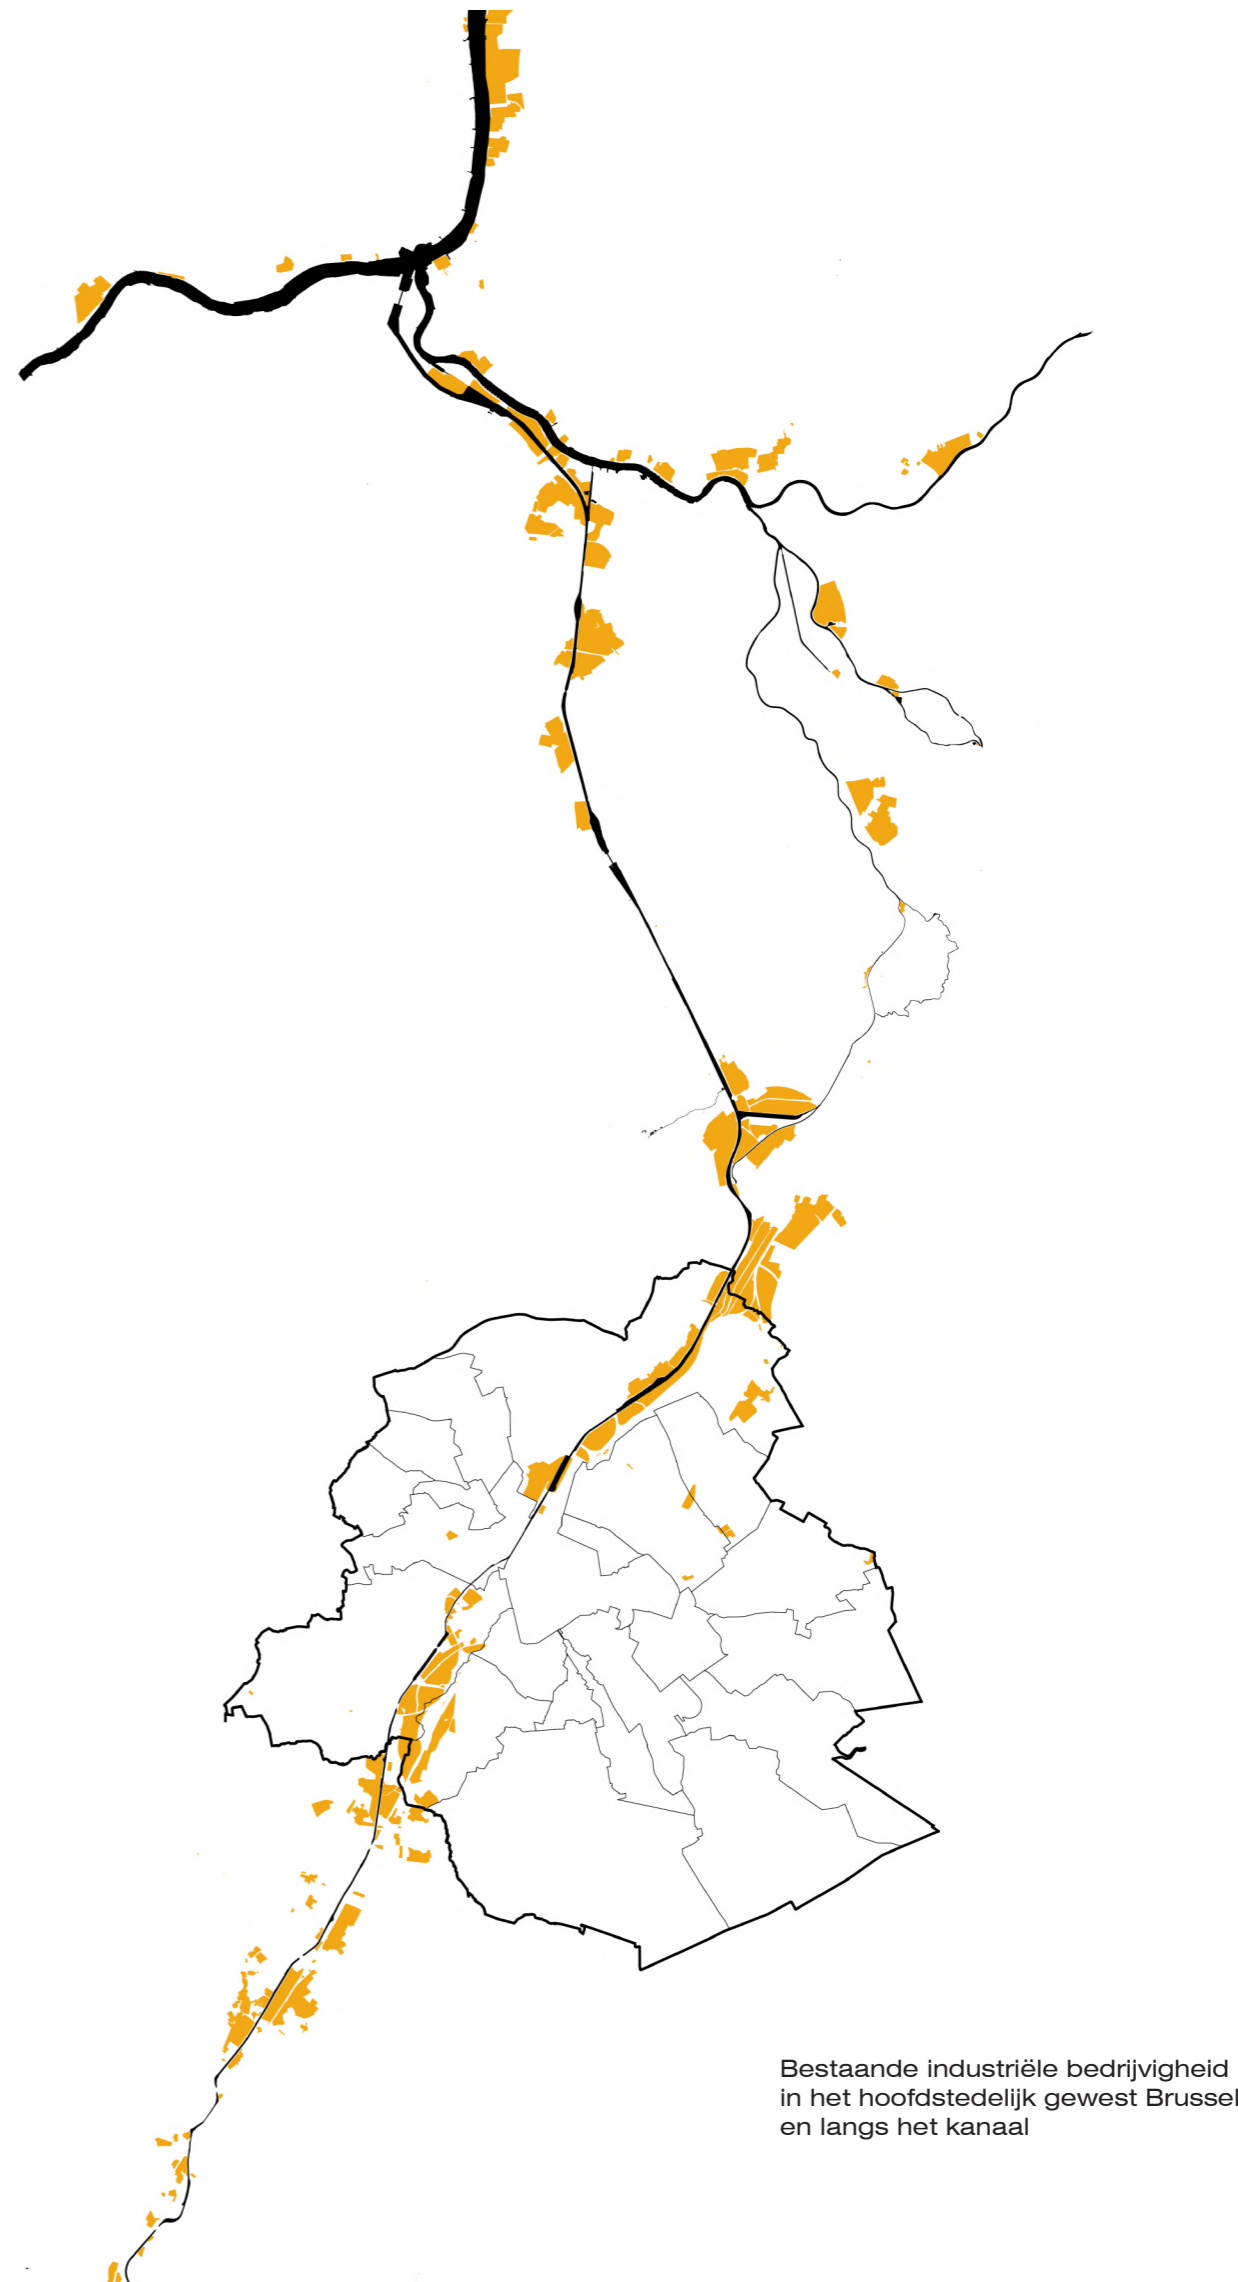 Bestaande industriële bedrijvigheid
in het hoofdstedelijk gewest Brussel
en langs het kanaal